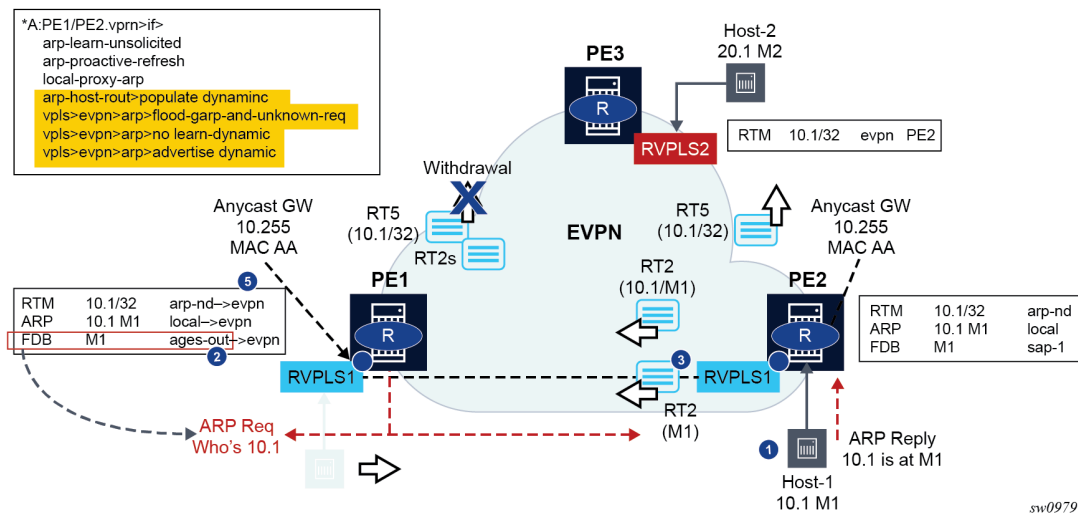 *A:PE1/PE2.vprn>if>
arp-learn-unsolicited
arp-proactive-refresh
local-proxy-arp
arp-host-rout>populate dynaminc
vpls>evpn>arp>flood-garp-and-unknown-req
vpls>evpn>arp>no learn-dynamic
vpls>evpn>arp>advertise dynamic
Host-2
20.1 M2
PE3
R
RVPLS2
RTM 10.1/32 evpn PE2
Withdrawal
X
RT5
(10.1/32)
RT2s
EVPN
RT5
(10.1/32)
Anycast GW
10.255
MAC AA
Anycast GW
10.255
MAC AA
5
PE1
R
RT2
(10.1/M1)
PE2
R
RTM 10.1/32 arp-nd–>evpn
ARP 10.1 M1 local–>evpn
FDB M1 ages-out–>evpn
2
RTM 10.1/32 arp-nd
ARP 10.1 M1 local
FDB M1 sap-1
RVPLS1
3
RVPLS1
RT2
(M1)
ARP Req
Who's 10.1
1
Host-1
10.1 M1
ARP Reply
10.1 is at M1
sw0979